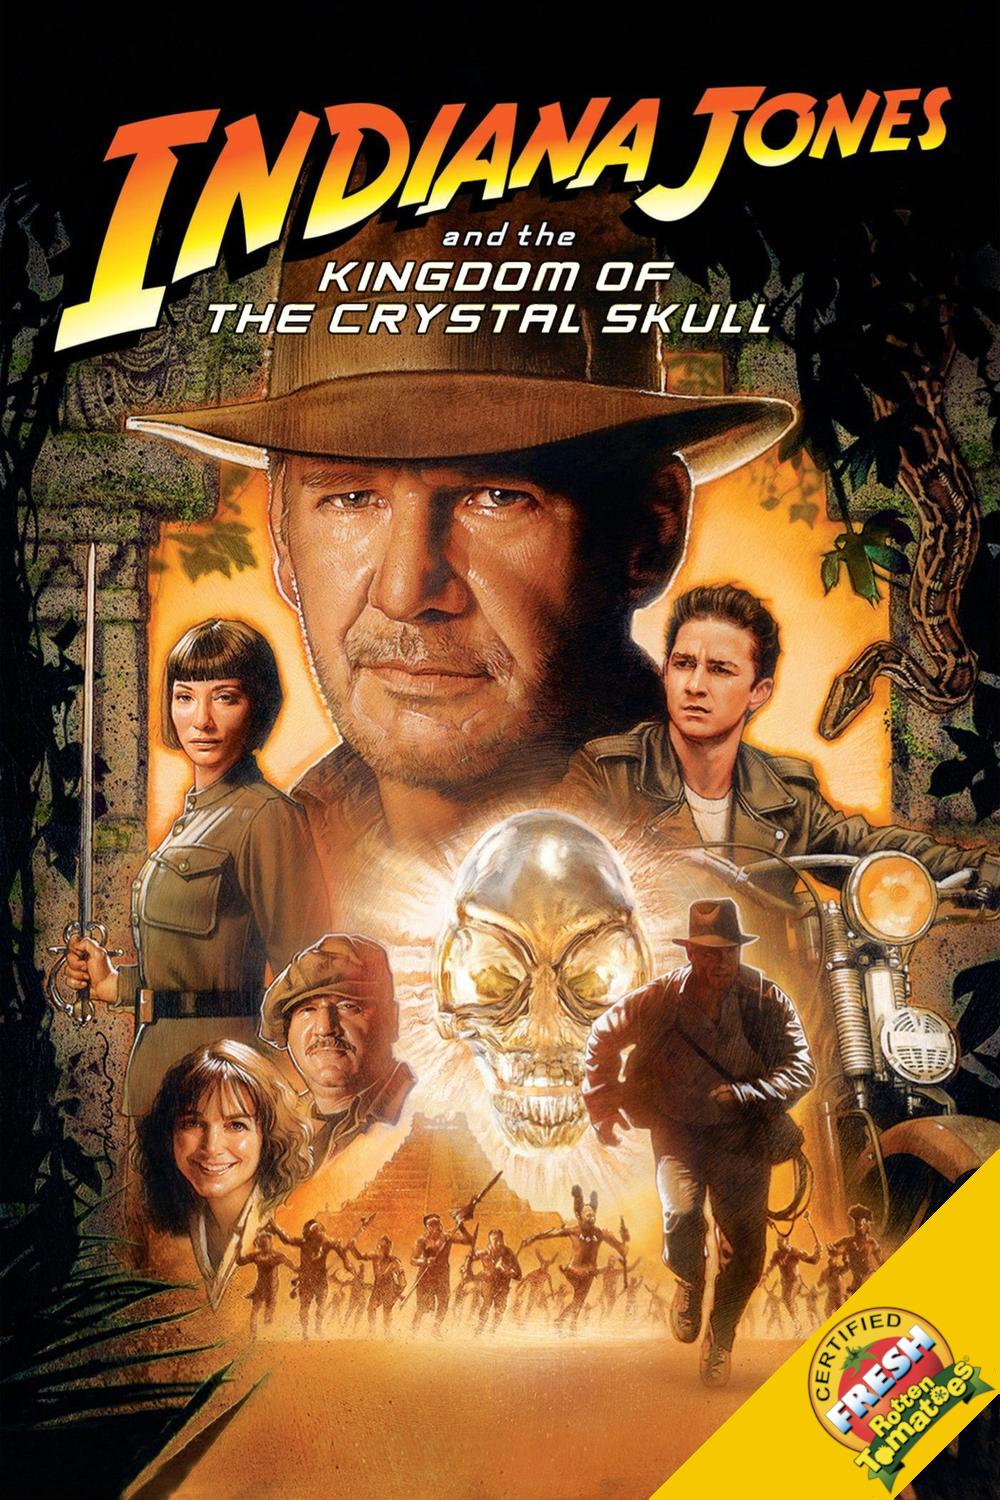 INDIANA JONES
and the
KINGDOM OF
THE CRYSTAL SKULL
CERTIFIED
FRESH
Rotten
Tomatoes®